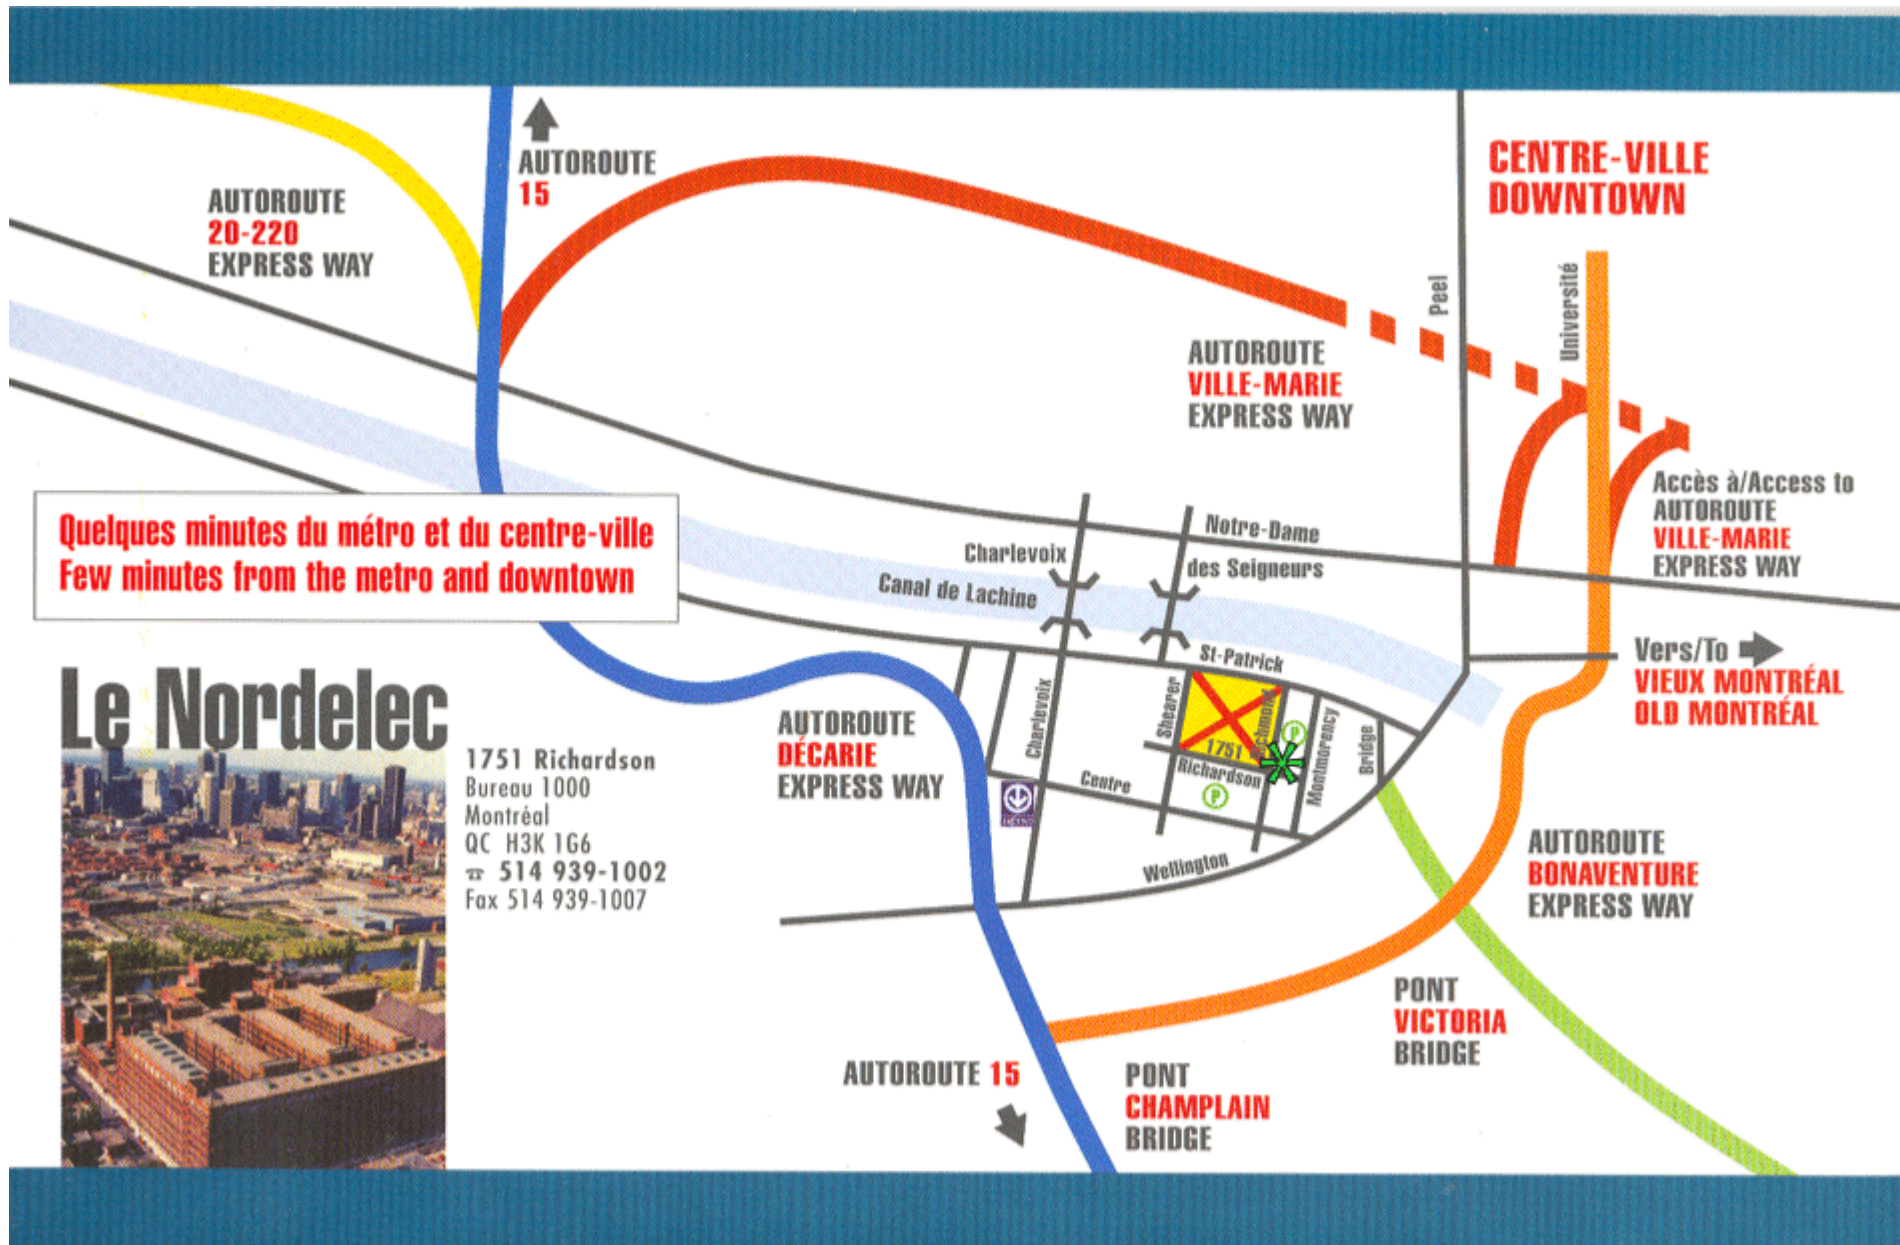 AUTOROUTE
15
AUTOROUTE
20-220
EXPRESS WAY
CENTRE-VILLE
DOWNTOWN
Peel
Université
AUTOROUTE
VILLE-MARIE
EXPRESS WAY
Accès à/Access to
AUTOROUTE
VILLE-MARIE
EXPRESS WAY
Quelques minutes du métro et du centre-ville
Few minutes from the metro and downtown
Notre-Dame
Charlevoix
des Seigneurs
Canal de Lachine
St-Patrick
Vers/To
VIEUX MONTRÉAL
OLD MONTRÉAL
Le Nordelec
1751 Richardson
Bureau 1000
Montréal
QC H3K 1G6
☎ 514 939-1002
Fax 514 939-1007
AUTOROUTE
DÉCARIE
EXPRESS WAY
Charlevoix
Shearer
1751
Richmond
P
Montmorency
Bridge
Richardson
P
Centre
Wellington
AUTOROUTE
BONAVENTURE
EXPRESS WAY
PONT
VICTORIA
BRIDGE
AUTOROUTE 15
PONT
CHAMPLAIN
BRIDGE